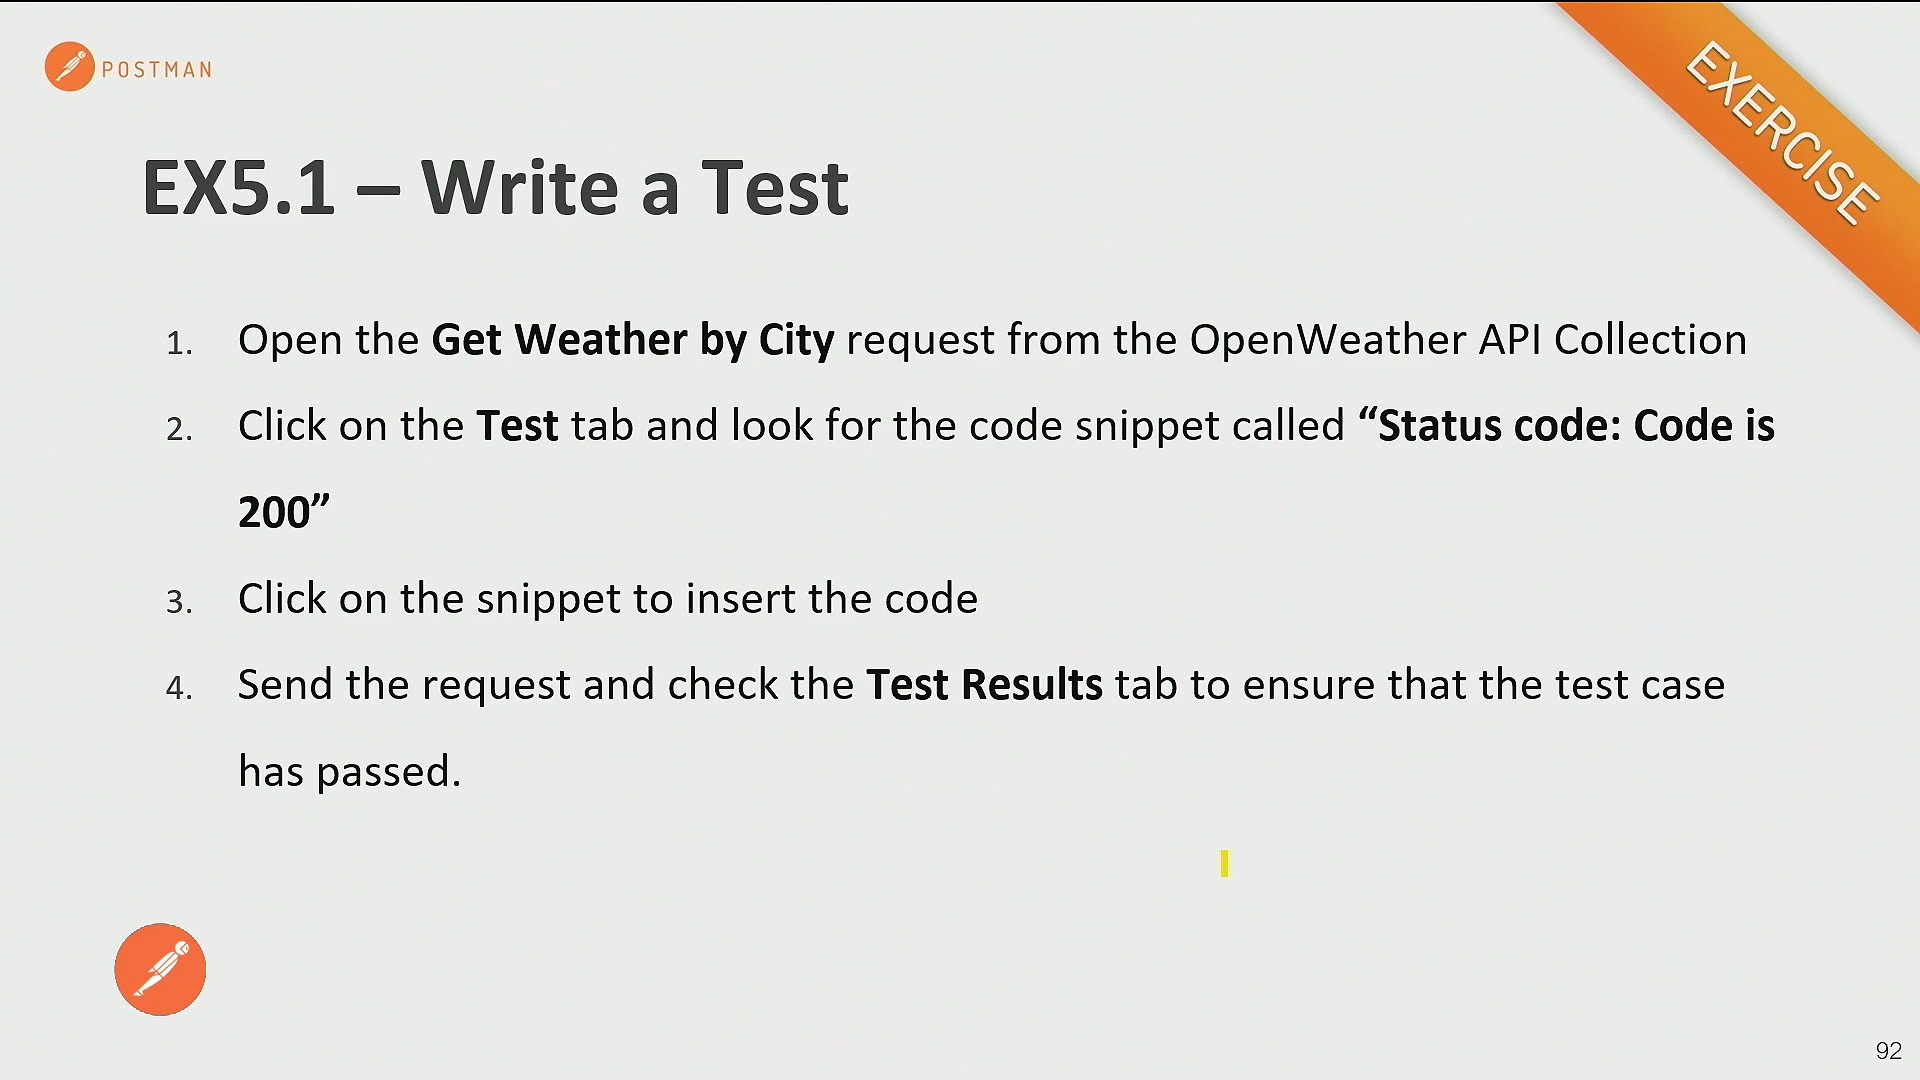 POSTMAN
EXERCISE
EX5.1 – Write a Test
1. Open the Get Weather by City request from the OpenWeather API Collection
2. Click on the Test tab and look for the code snippet called “Status code: Code is
200”
3. Click on the snippet to insert the code
4. Send the request and check the Test Results tab to ensure that the test case
has passed.
92